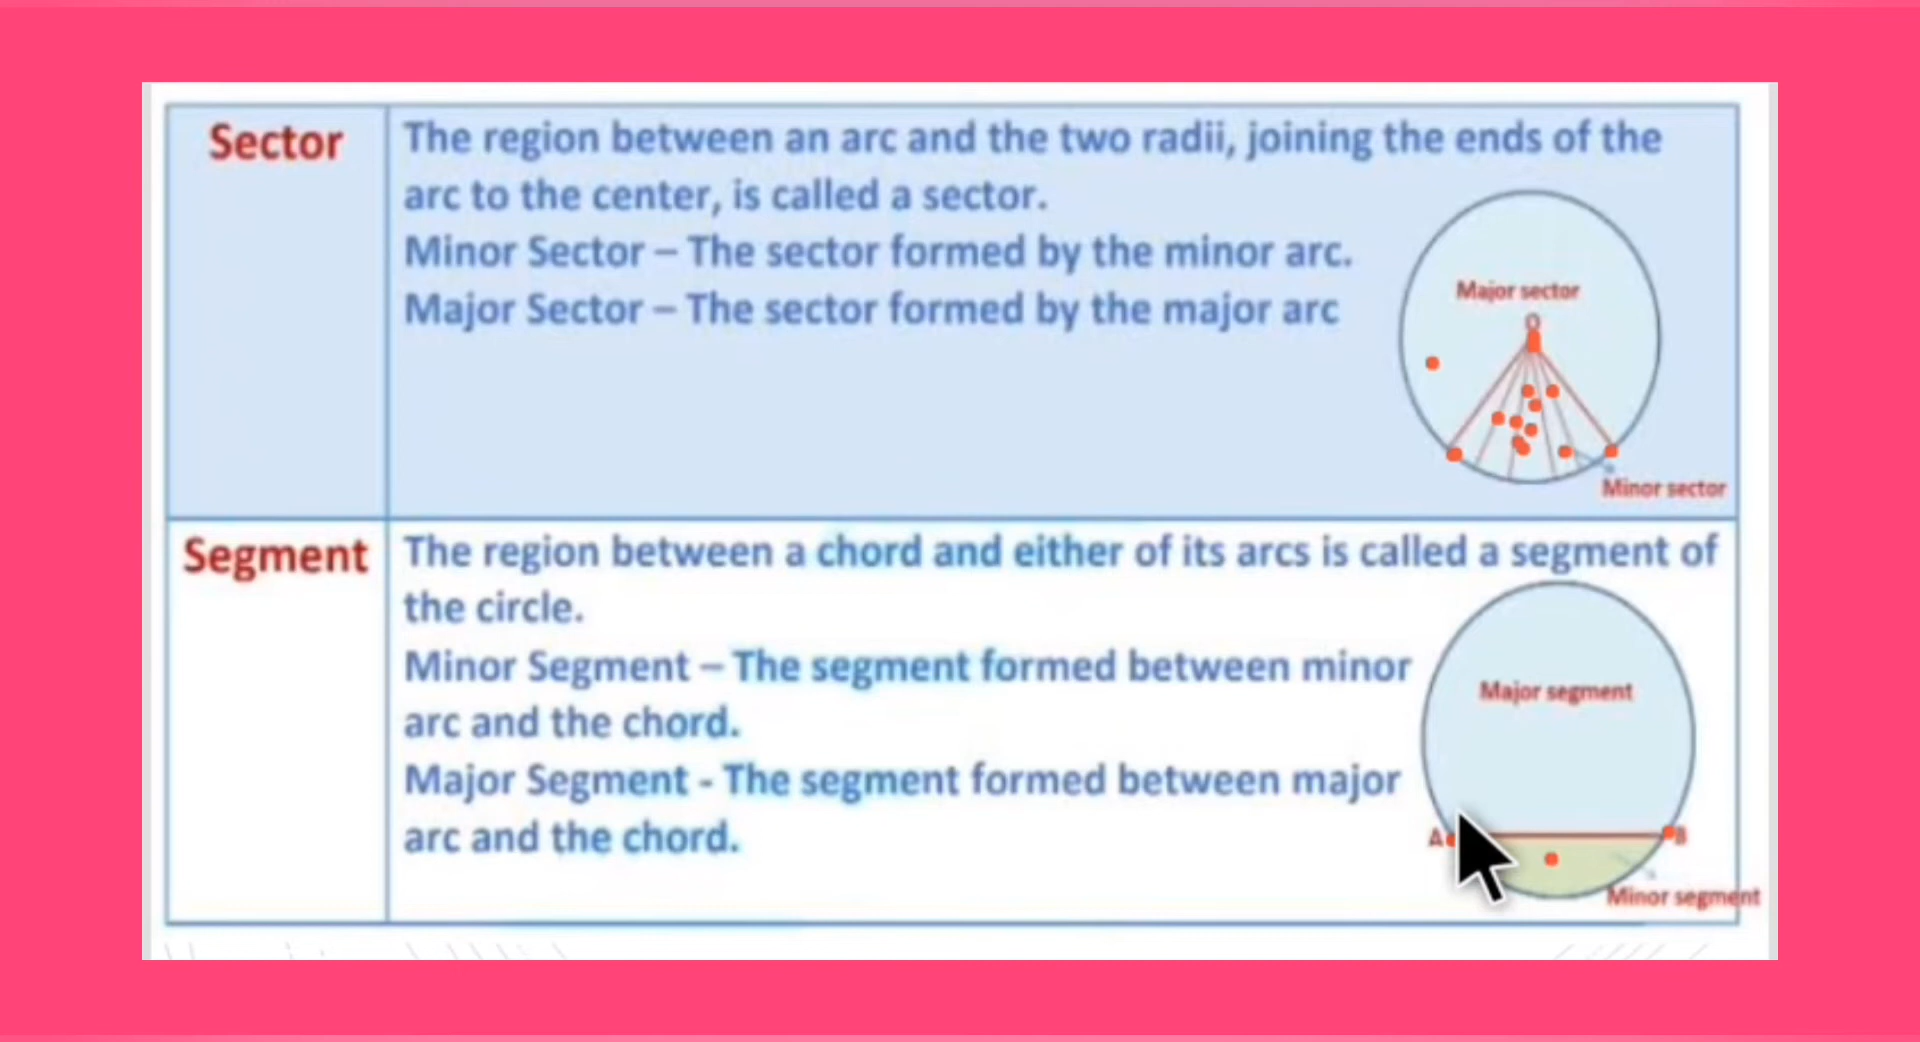 Sector
The region between an arc and the two radii, joining the ends of the
arc to the center, is called a sector.
Minor Sector – The sector formed by the minor arc.
Major Sector – The sector formed by the major arc
Major sector
O
Minor sector
Segment
The region between a chord and either of its arcs is called a segment of
the circle.
Minor Segment – The segment formed between minor
arc and the chord.
Major Segment - The segment formed between major
arc and the chord.
Major segment
A
B
Minor segment